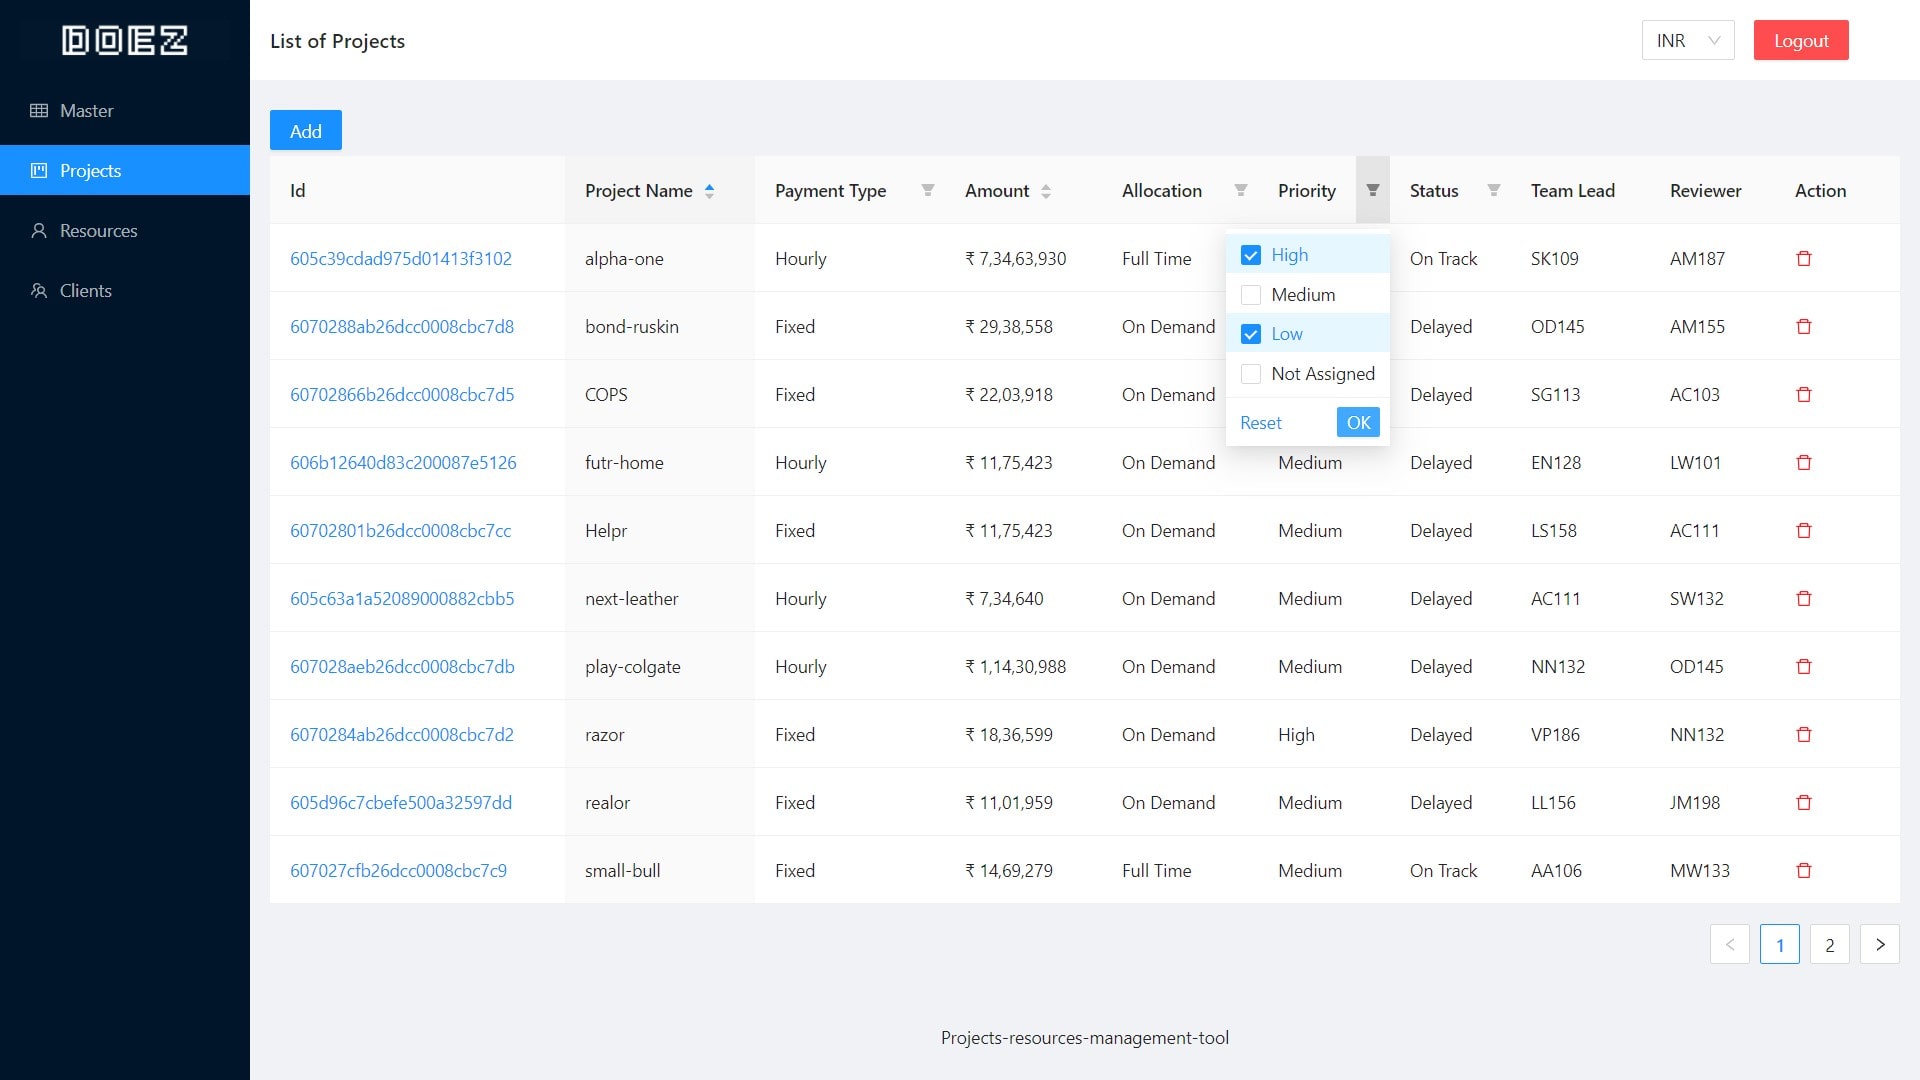 DOEZ
List of Projects
INR
Logout
Master
Projects
Resources
Clients
Add
Id Project Name Payment Type Amount Allocation Priority Status Team Lead Reviewer Action
605c39cdad975d01413f3102 alpha-one Hourly ₹ 7,34,63,930 Full Time On Track SK109 AM187
6070288ab26dcc0008cbc7d8 bond-ruskin Fixed ₹ 29,38,558 On Demand Delayed OD145 AM155
60702866b26dcc0008cbc7d5 COPS Fixed ₹ 22,03,918 On Demand Delayed SG113 AC103
High
Medium
Low
Not Assigned
Reset OK
606b12640d83c200087e5126 futr-home Hourly ₹ 11,75,423 On Demand Medium Delayed EN128 LW101
60702801b26dcc0008cbc7cc Helpr Fixed ₹ 11,75,423 On Demand Medium Delayed LS158 AC111
605c63a1a52089000882cbb5 next-leather Hourly ₹ 7,34,640 On Demand Medium Delayed AC111 SW132
607028aeb26dcc0008cbc7db play-colgate Hourly ₹ 1,14,30,988 On Demand Medium Delayed NN132 OD145
6070284ab26dcc0008cbc7d2 razor Fixed ₹ 18,36,599 On Demand High Delayed VP186 NN132
605d96c7cbefe500a32597dd realor Fixed ₹ 11,01,959 On Demand Medium Delayed LL156 JM198
607027cfb26dcc0008cbc7c9 small-bull Fixed ₹ 14,69,279 Full Time Medium On Track AA106 MW133
< 1 2 >
Projects-resources-management-tool